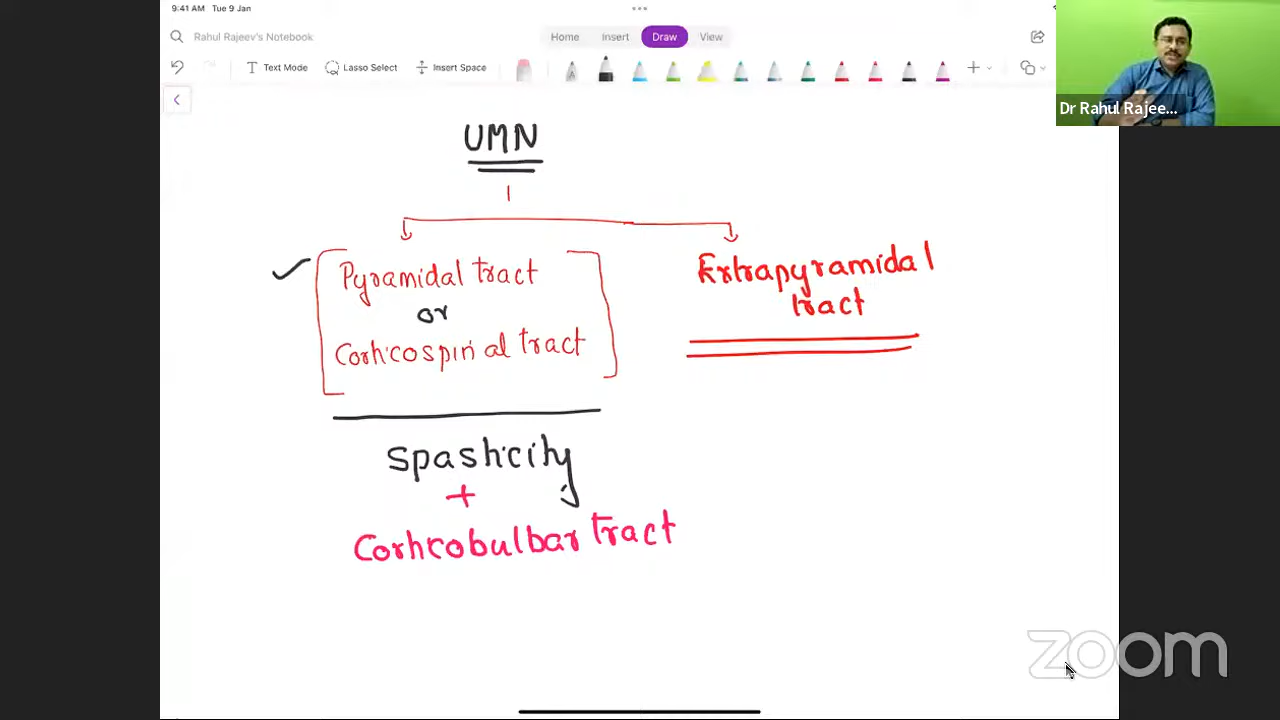 9:41 AM Tue 9 Jan
Rahul Rajeev's Notebook
Home Insert Draw View
Text Mode Lasso Select Insert Space
Dr Rahul Rajee...
UMN
Pyramidal tract
or
Corticospinal tract
Extrapyramidal
tract
Spasticity
+
Corticobulbar tract
zoom